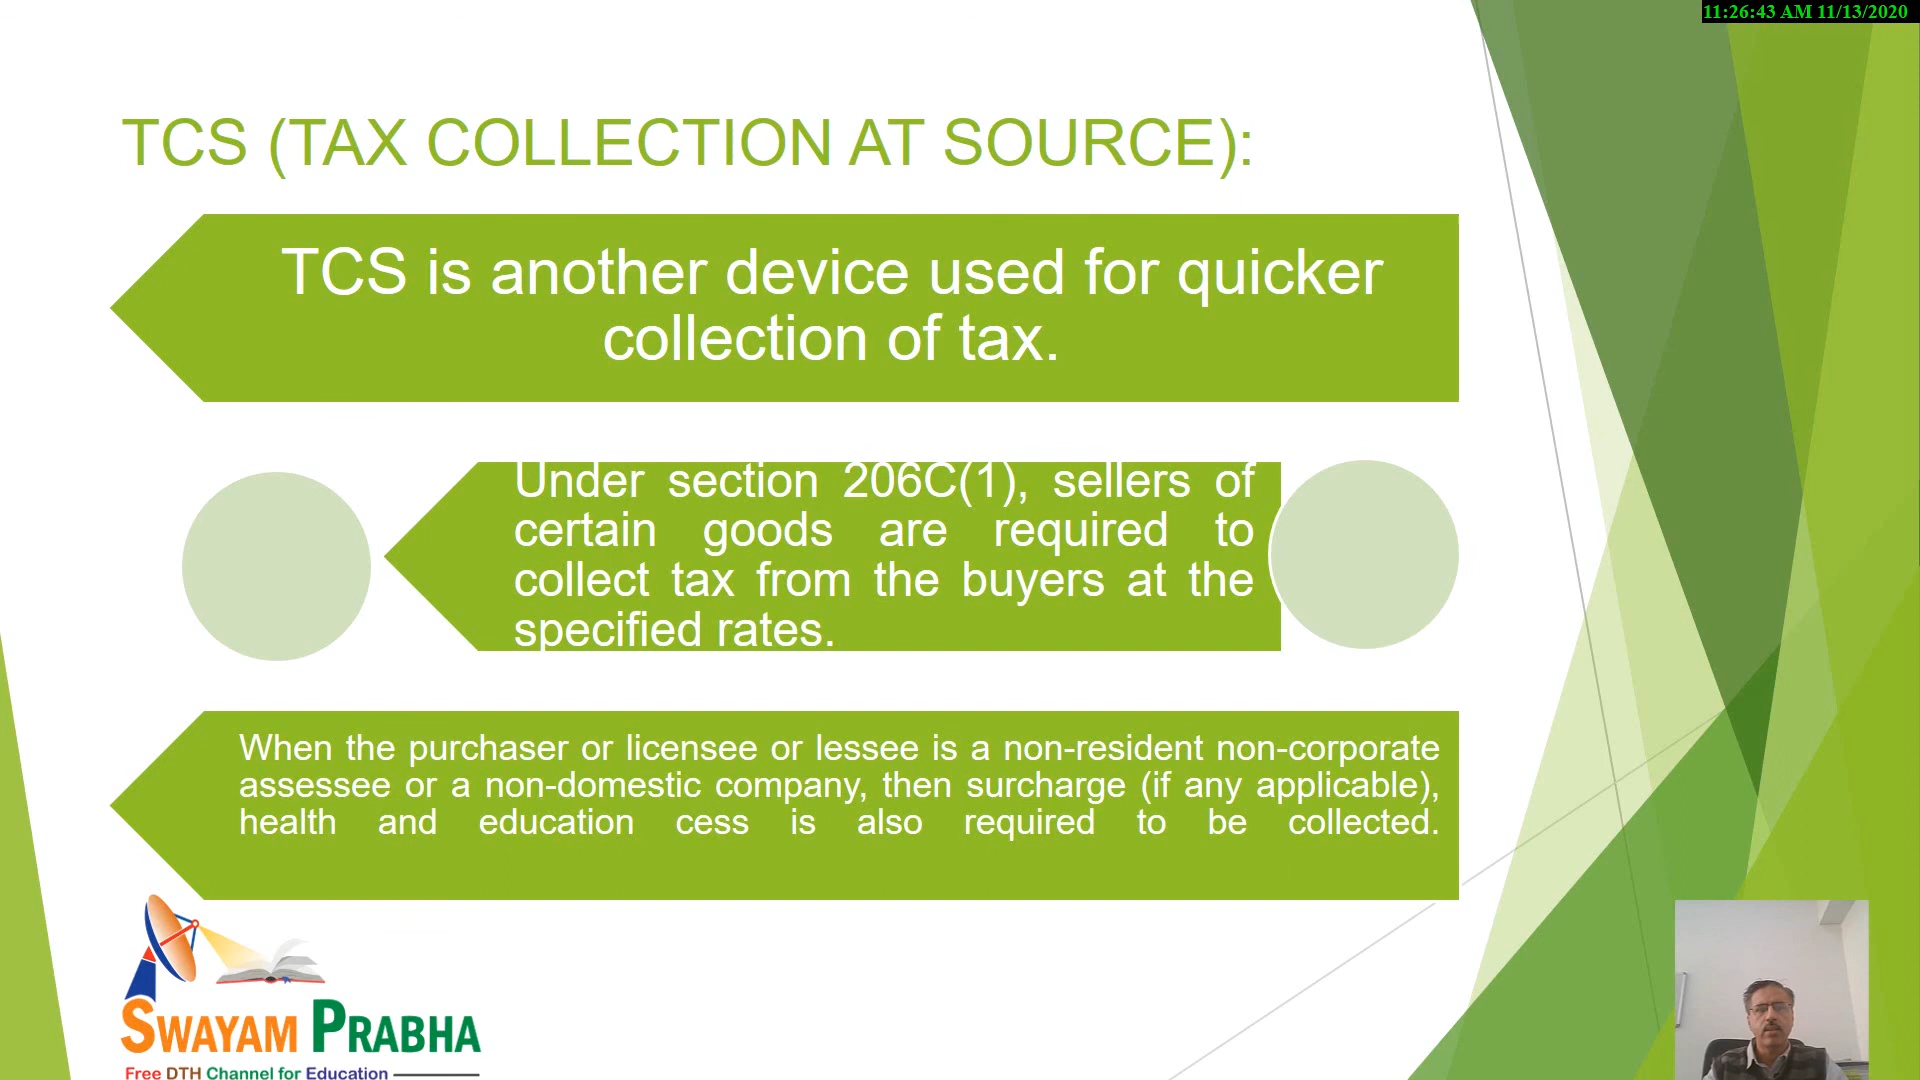 11:26:43 AM 11/13/2020
TCS (TAX COLLECTION AT SOURCE):
TCS is another device used for quicker
collection of tax.
Under section 206C(1), sellers of
certain goods are required to
collect tax from the buyers at the
specified rates.
When the purchaser or licensee or lessee is a non-resident non-corporate
assessee or a non-domestic company, then surcharge (if any applicable),
health and education cess is also required to be collected.
SWAYAM PRABHA
Free DTH Channel for Education